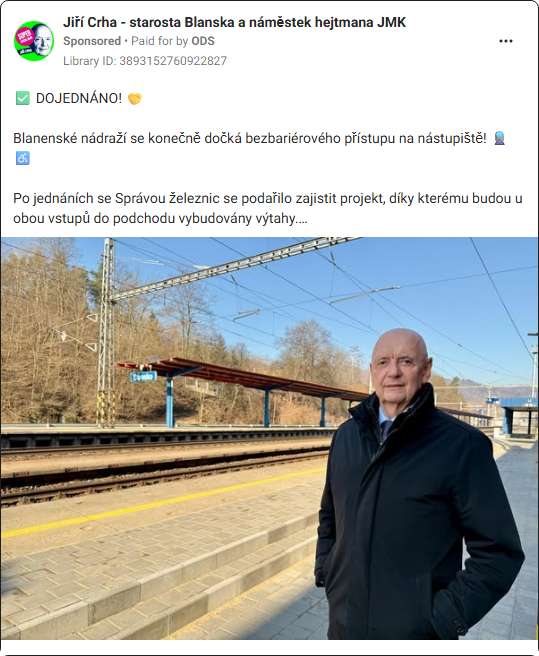 Jiří Crha - starosta Blanska a náměstek hejtmana JMK
Sponsored • Paid for by ODS
Library ID: 3893152760922827
✅ DOJEDNÁNO! 🤝
Blanenské nádraží se konečně dočká bezbariérového přístupu na nástupiště! 🛗
♿
Po jednáních se Správou železnic se podařilo zajistit projekt, díky kterému budou u
obou vstupů do podchodu vybudovány výtahy....